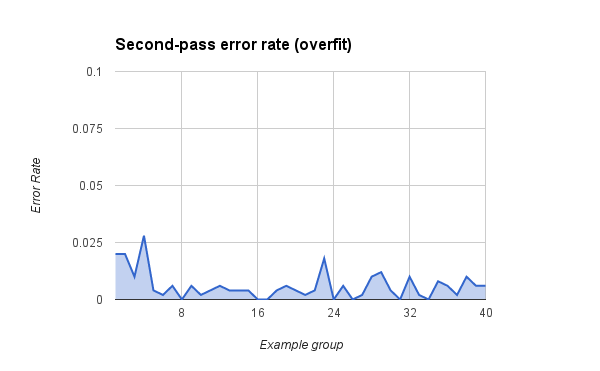 Second-pass error rate (overfit)
0.1
0.075
0.05
0.025
0
Error Rate
8 16 24 32 40
Example group